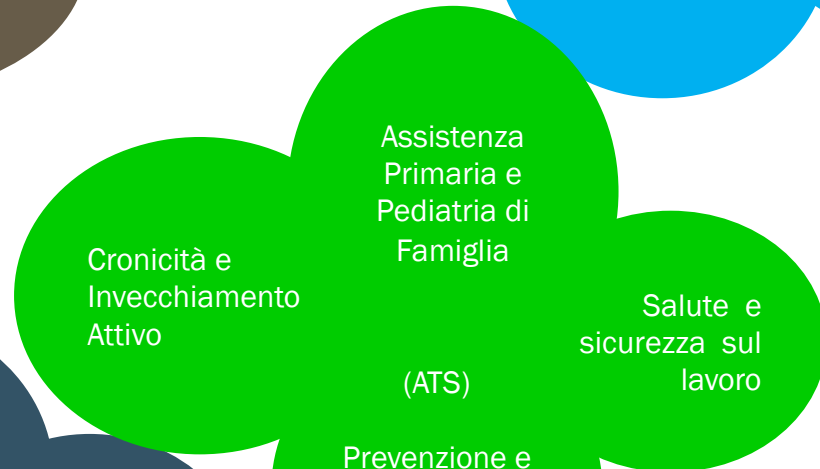 Assistenza
Primaria e
Pediatria di
Famiglia
Cronicità e
Invecchiamento
Attivo
Salute e
sicurezza sul
lavoro
(ATS)
Prevenzione e